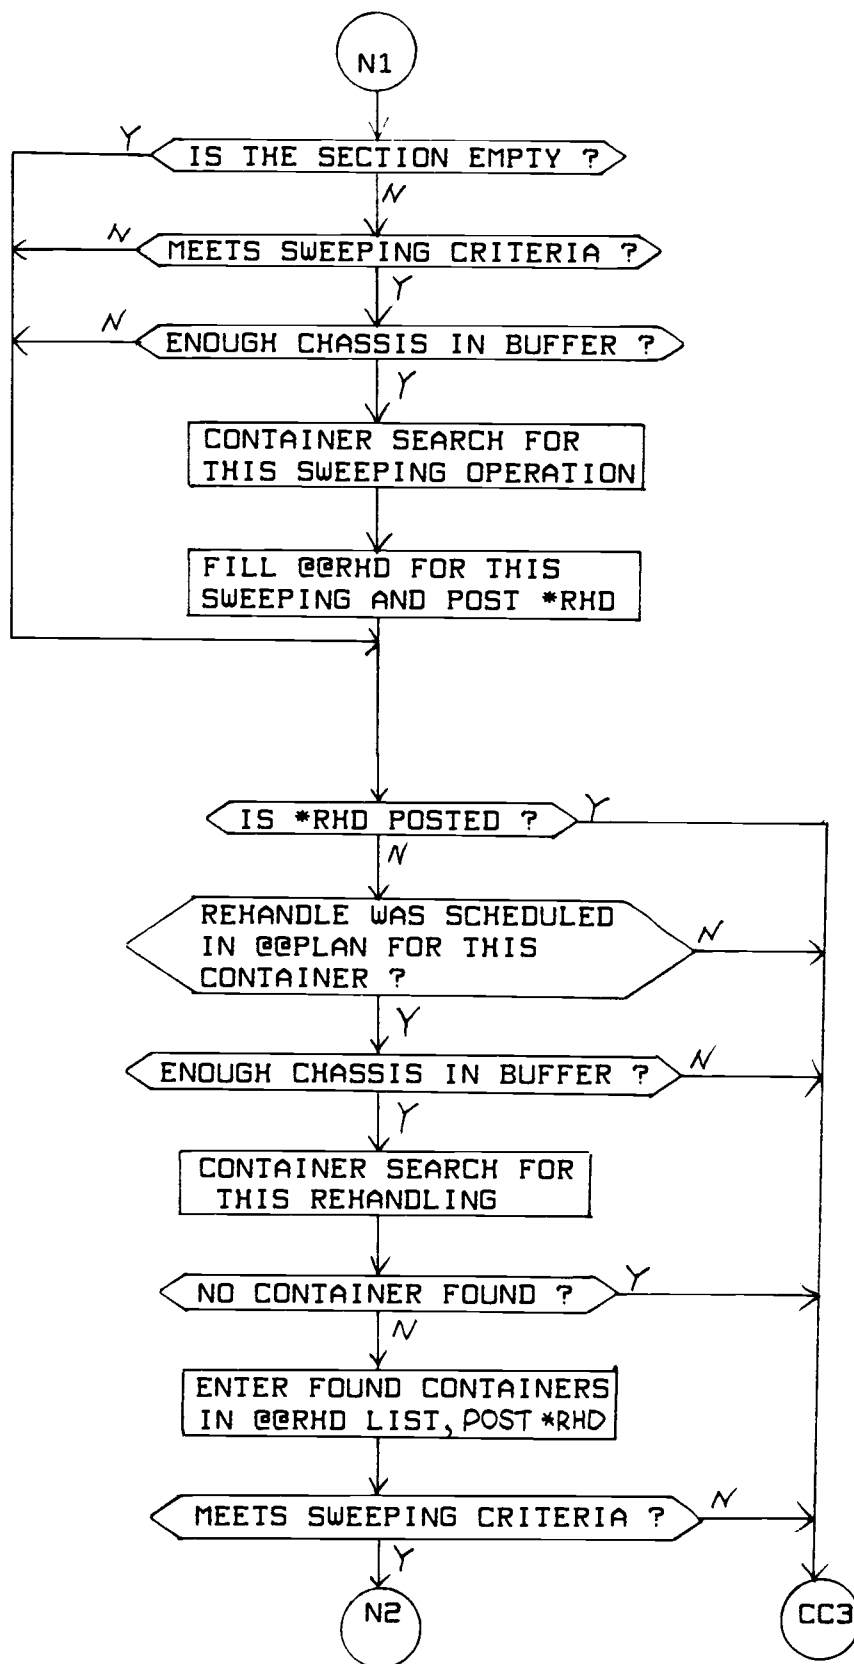 N1
Y
IS THE SECTION EMPTY ?
N
N
MEETS SWEEPING CRITERIA ?
Y
N
ENOUGH CHASSIS IN BUFFER ?
Y
CONTAINER SEARCH FOR
THIS SWEEPING OPERATION
FILL @@RHD FOR THIS
SWEEPING AND POST *RHD
IS *RHD POSTED ?
Y
N
REHANDLE WAS SCHEDULED
IN @@PLAN FOR THIS
CONTAINER ?
N
Y
ENOUGH CHASSIS IN BUFFER ?
N
Y
CONTAINER SEARCH FOR
THIS REHANDLING
NO CONTAINER FOUND ?
Y
N
ENTER FOUND CONTAINERS
IN @@RHD LIST, POST *RHD
MEETS SWEEPING CRITERIA ?
N
Y
N2
CC3